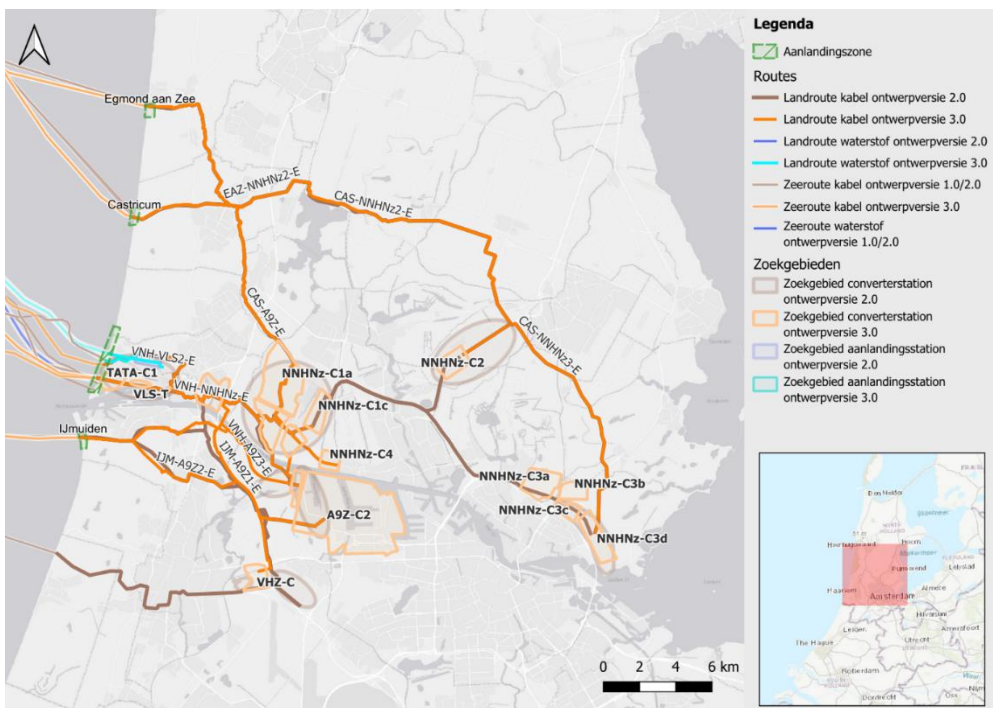 Egmond aan Zee
EAZ-NNHNz2-E
Castricum
CAS-NNHNz2-E
CAS-A9Z-E
CAS-NNHNz3-E
VNH-VLS2-E
TATA-C1
NNHNz-C1a
NNHNz-C2
VLS-T
VNH-NNHNz-E
NNHNz-C1c
IJmuiden
VNH-A9Z3-E
NNHNz-C4
IJM-A9Z2-E
IJM-A9Z1-E
NNHNz-C3a
NNHNz-C3b
NNHNz-C3c
A9Z-C2
NNHNz-C3d
VHZ-C
0 2 4 6 km
Legenda
Aanlandingszone
Routes
Landroute kabel ontwerpversie 2.0
Landroute kabel ontwerpversie 3.0
Landroute waterstof ontwerpversie 2.0
Landroute waterstof ontwerpversie 3.0
Zeeroute kabel ontwerpversie 1.0/2.0
Zeeroute kabel ontwerpversie 3.0
Zeeroute waterstof
ontwerpversie 1.0/2.0
Zoekgebieden
Zoekgebied converterstation
ontwerpversie 2.0
Zoekgebied converterstation
ontwerpversie 3.0
Zoekgebied aanlandingsstation
ontwerpversie 2.0
Zoekgebied aanlandingsstation
ontwerpversie 3.0
Den Helder
Hoorn
Purmerend
Lelystad
Haarlem
Almere
Amsterdam
Hilversum
Amersfoort
Leiden
The Hague
Utrecht
Rotterdam
Dordrecht